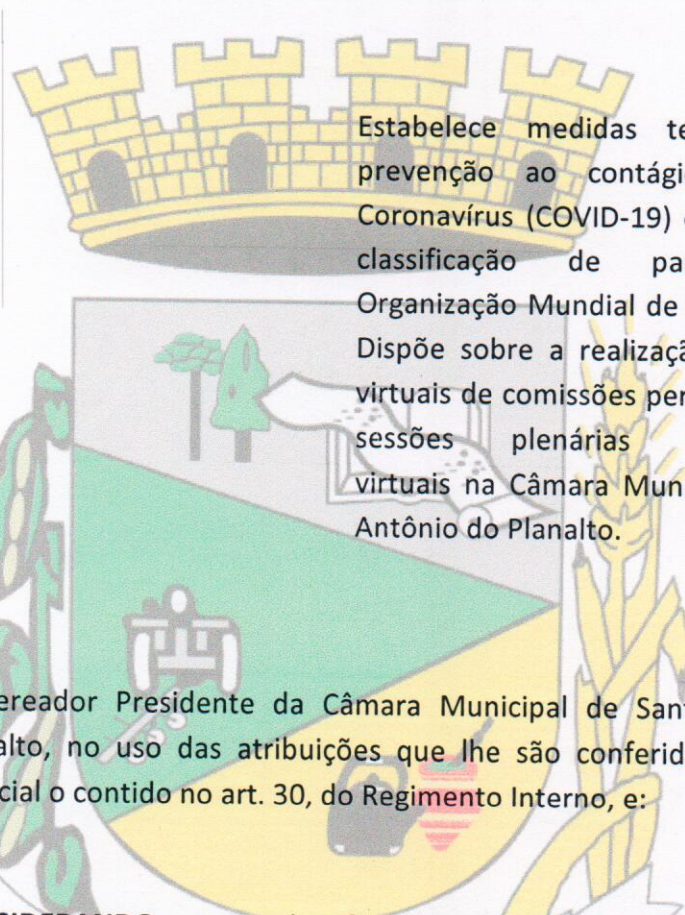 Estabelece medidas te
prevenção ao contági
Coronavírus (COVID-19)
classificação de pa
Organização Mundial de
Dispõe sobre a realizaçã
virtuais de comissões per
sessões plenárias
virtuais na Câmara Mun
Antônio do Planalto.
ereador Presidente da Câmara Municipal de Sant
alto, no uso das atribuições que lhe são conferid
cial o contido no art. 30, do Regimento Interno, e: